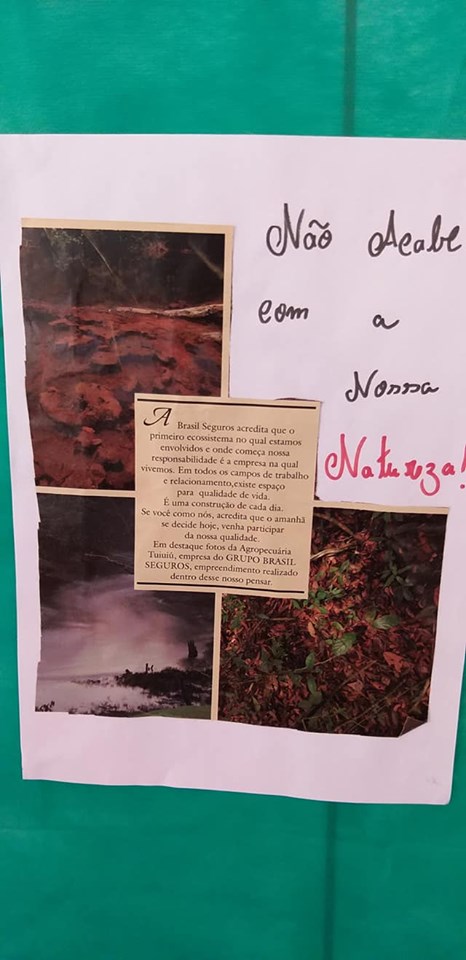 Não Acabe
com a
Nossa
Natureza!
A Brasil Seguros acredita que o
primeiro ecossistema no qual estamos
envolvidos e onde começa nossa
responsabilidade é a empresa na qual
vivemos. Em todos os campos de trabalho
e relacionamento,existe espaço
para qualidade de vida.
É uma construção de cada dia.
Se você como nós, acredita que o amanhã
se decide hoje, venha participar
da nossa qualidade.
Em destaque fotos da Agropecuária
Tuiuiú, empresa do GRUPO BRASIL
SEGUROS, empreendimento realizado
dentro desse nosso pensar.